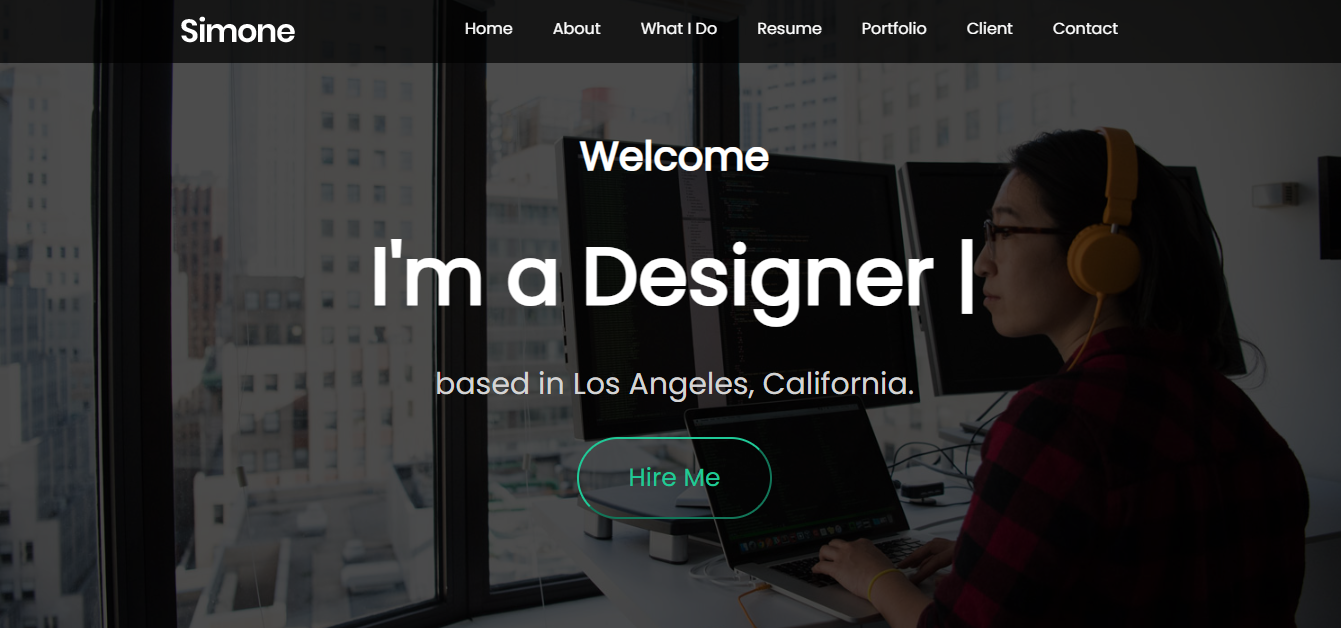 Simone
Home About What I Do Resume Portfolio Client Contact
Welcome
I'm a Designer |
based in Los Angeles, California.
Hire Me